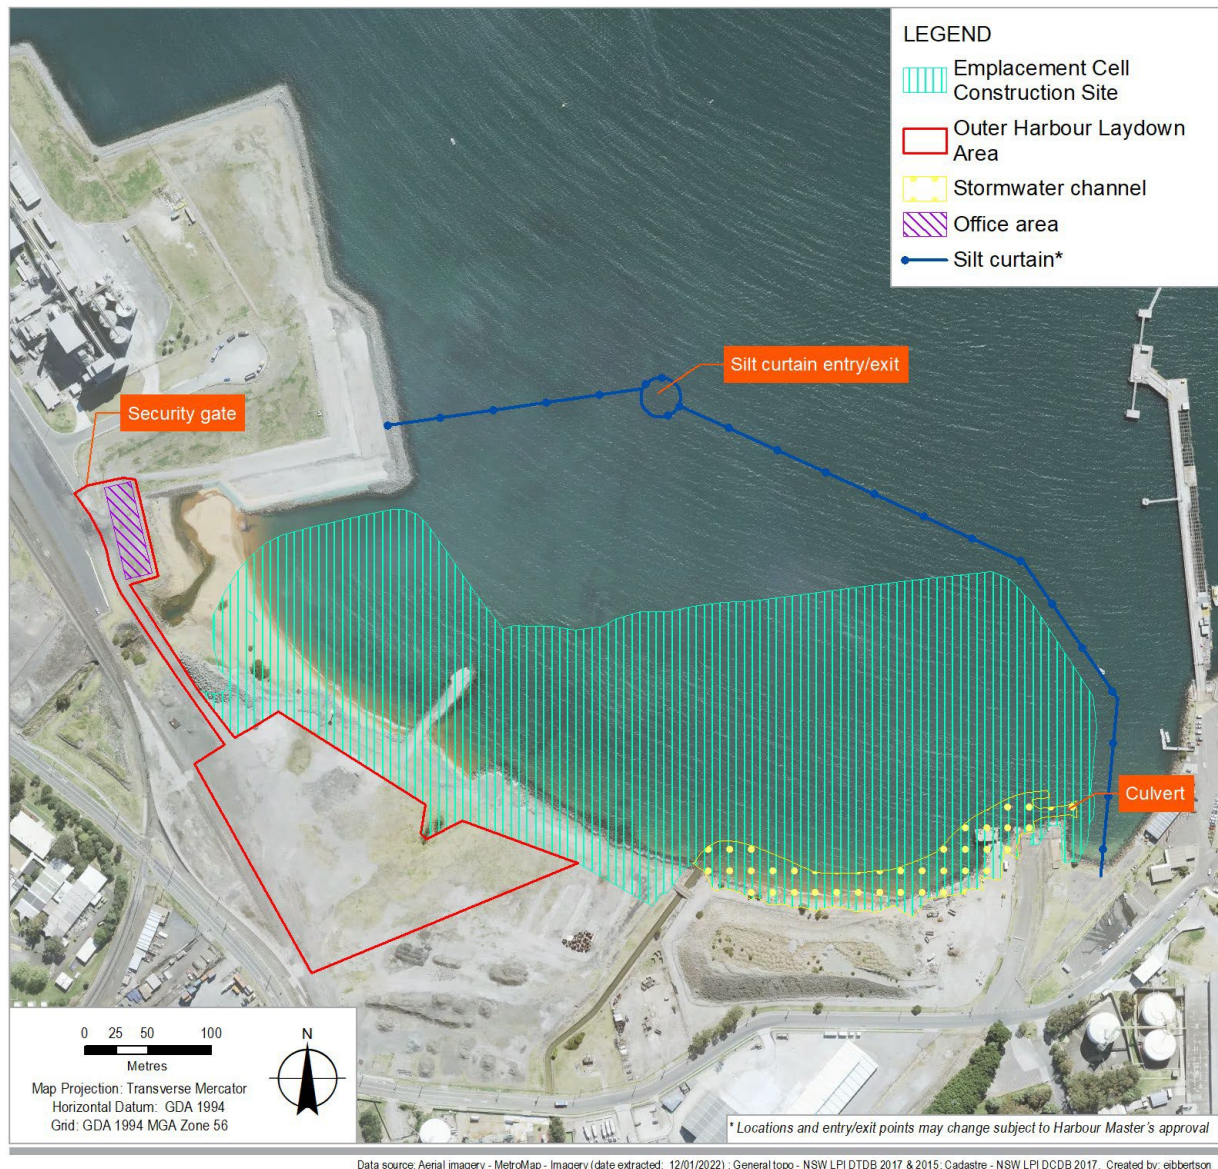 LEGEND
Emplacement Cell
Construction Site
Outer Harbour Laydown
Area
Stormwater channel
Office area
Silt curtain*
Silt curtain entry/exit
Security gate
Culvert
0 25 50 100
Metres
Map Projection: Transverse Mercator
Horizontal Datum: GDA 1994
Grid: GDA 1994 MGA Zone 56
N
* Locations and entry/exit points may change subject to Harbour Master's approval
Data source: Aerial imagery - MetroMap - Imagery (date extracted: 12/01/2022) ; General topo - NSW LPI DTDB 2017 & 2015; Cadastre - NSW LPI DCDB 2017. Created by: eibbertson